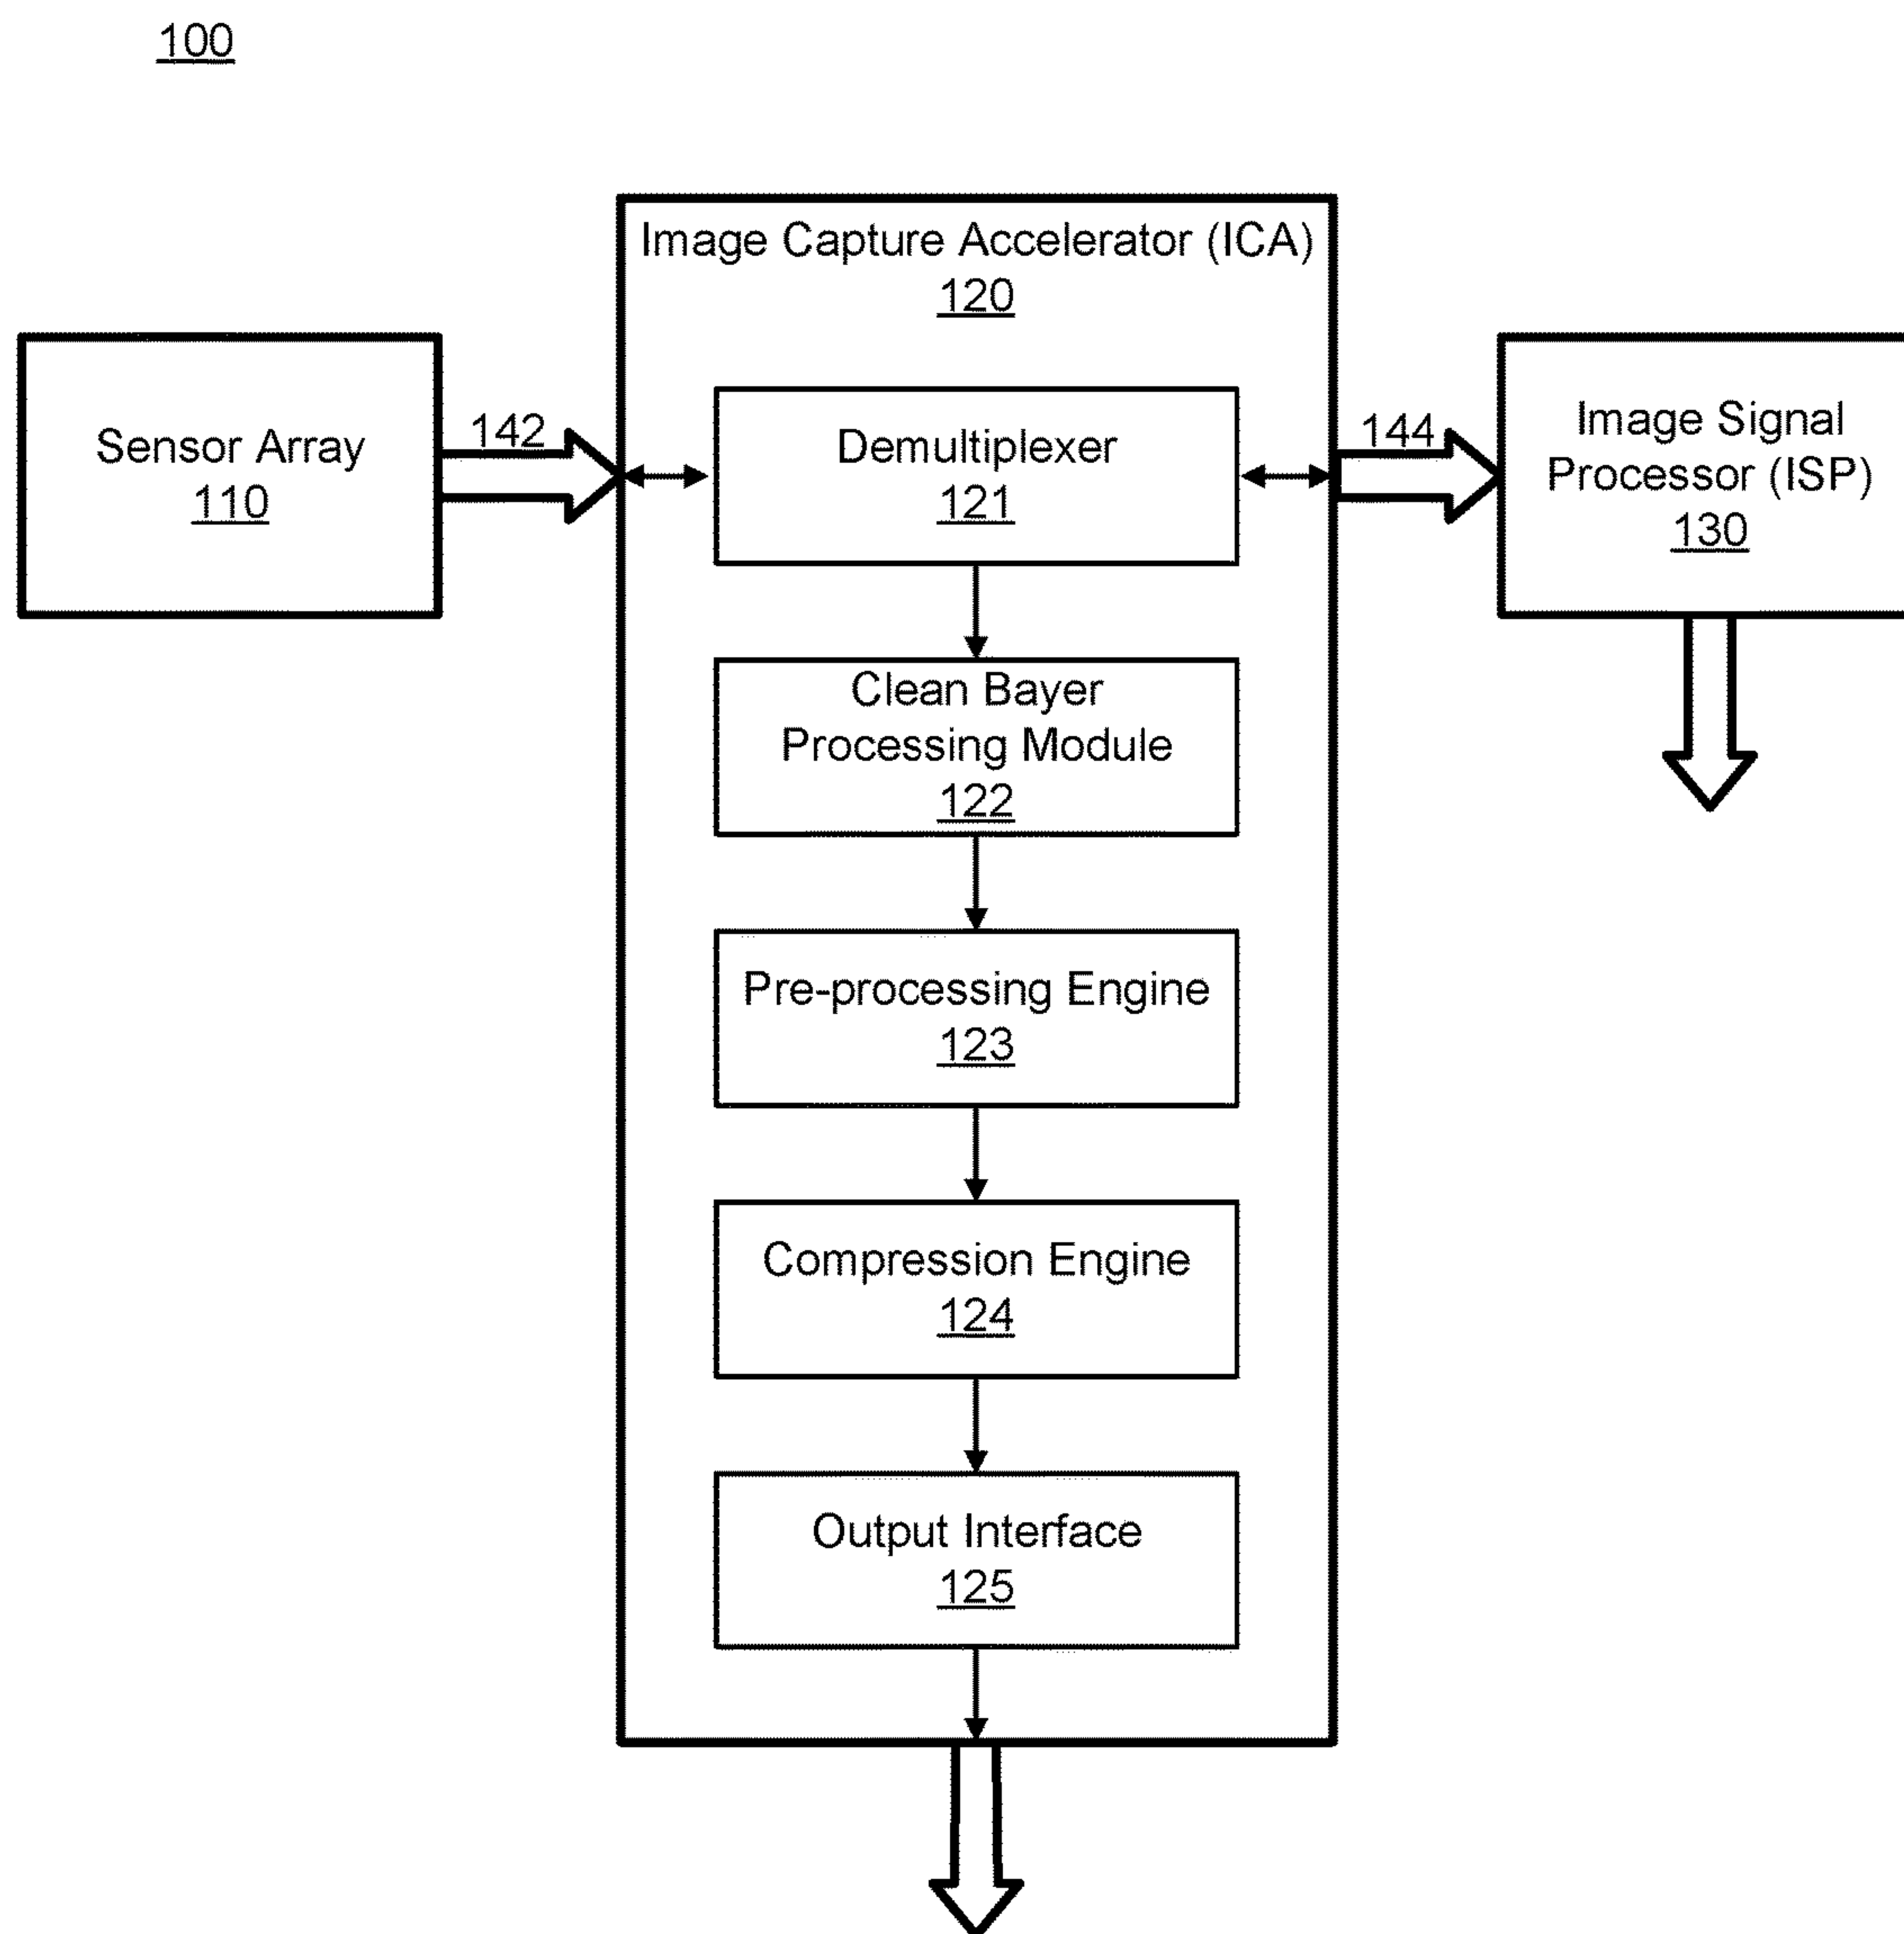 100
Image Capture Accelerator (ICA)
120
Sensor Array
110
142
Demultiplexer
121
144
Image Signal
Processor (ISP)
130
Clean Bayer
Processing Module
122
Pre-processing Engine
123
Compression Engine
124
Output Interface
125